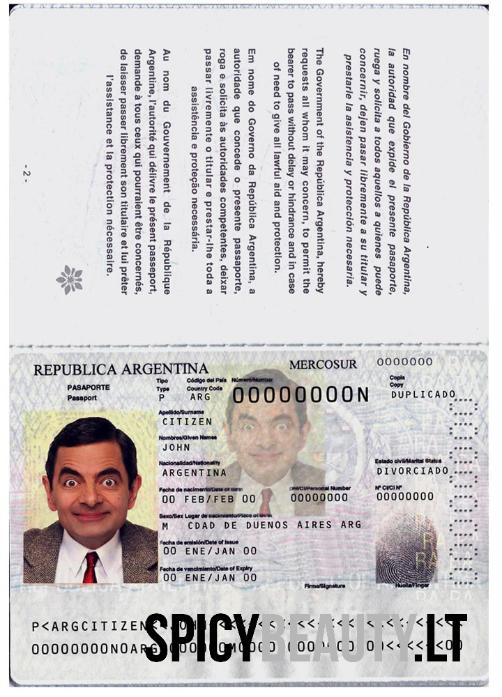 En nombre del Gobierno de la República Argentina,
la autoridad que expide el presente pasaporte,
ruega y solicita a todos aquellos a quienes puede
concernir, dejen pasar libremente a su titular y
prestarle la asistencia y protección necesaria.
The Government of the República Argentina, hereby
requests all whom it may concern, to permit the
bearer to pass without delay or hindrance and in case
of need to give all lawful aid and protection.
Em nome do Governo da República Argentina, a
autoridade que concede o presente passaporte,
roga e solicita às autoridades competentes, deixar
passar livremente o titular e prestar-lhe toda a
assistência e proteção necessária.
Au nom du Gouvernement de la Republique
Argentine, l'autorité qui délivre le présent passeport,
demande à tous ceux qui pourraient être concernés,
de laisser passer librement son titulaire et lui prêter
l'assistance et la protection nécessaire.
- 2 -
REPUBLICA ARGENTINA MERCOSUR 0000000
PASAPORTE
Passport
Tipo
Type
P
Código del País
Country Code
ARG
Número/Number
00000000N
Copia
Copy
DUPLICADO
Apellido/Surname
CITIZEN
Nombres/Given Names
JOHN
Nacionalidad/Nationality
ARGENTINA
Estado civil/Marital Status
DIVORCIADO
Fecha de nacimiento/Date of birth
00 FEB/FEB 00
Personal Number
00000000
Nº CI/CI Nº
00000000
Sexo/Sex Lugar de nacimiento/Place of birth
M CDAD DE DUENOS AIRES ARG
Fecha de emisión/Date of Issue
00 ENE/JAN 00
Fecha de vencimiento/Date of Expiry
00 ENE/JAN 00
Firma/Signature
Huella/Finger
P<ARGCITIZEN
SPICYBEAUTY.LT